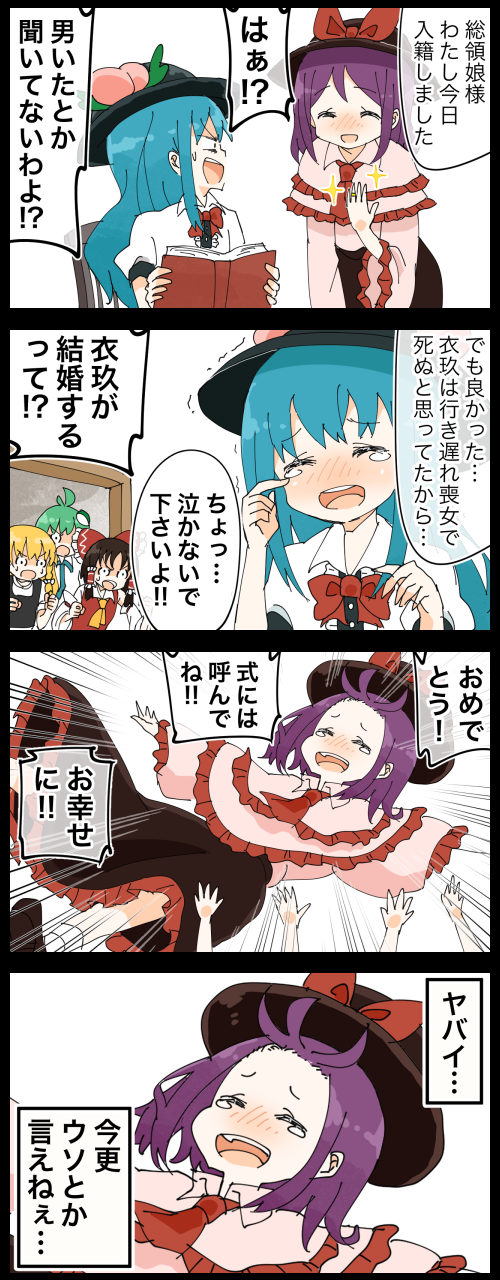 総領娘様
わたし今日
入籍しました
はぁ!?
男いたとか
聞いてないわよ!?
でも良かった…
衣玖は行き遅れ喪女で
死ぬと思ってたから…
ちょっ…
泣かないで
下さいよ!!
衣玖が
結婚する
って!?
おめで
とう!
式には
呼んで
ね!!
お幸せ
に!!
ヤバイ…
今更
ウソとか
言えねぇ…